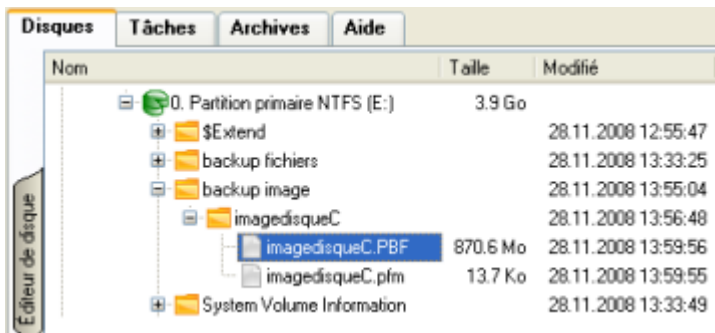 Disques Tâches Archives Aide
Nom Taille Modifié
0. Partition primaire NTFS (E:) 3.9 Go
$Extend 28.11.2008 12:55:47
backup fichiers 28.11.2008 13:33:25
backup image 28.11.2008 13:55:04
imagedisqueC 28.11.2008 13:56:48
imagedisqueC.PBF 870.6 Mo 28.11.2008 13:59:56
imagedisqueC.pfm 13.7 Ko 28.11.2008 13:59:55
System Volume Information 28.11.2008 13:33:49
Éditeur de disque